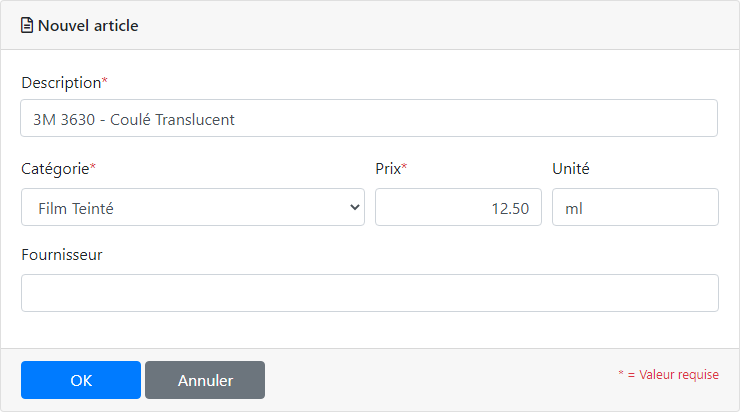 Nouvel article
Description*
3M 3630 - Coulé Translucent
Catégorie* Prix* Unité
Film Teinté 12.50 ml
Fournisseur
OK Annuler * = Valeur requise